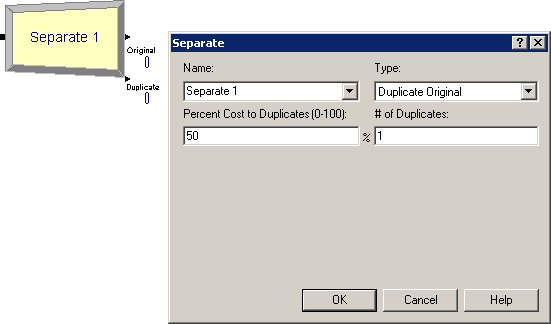 Separate 1
Original
0
Duplicate
0
Separate
Name:
Type:
Separate 1
Duplicate Original
Percent Cost to Duplicates (0-100):
# of Duplicates:
50
%
1
OK
Cancel
Help